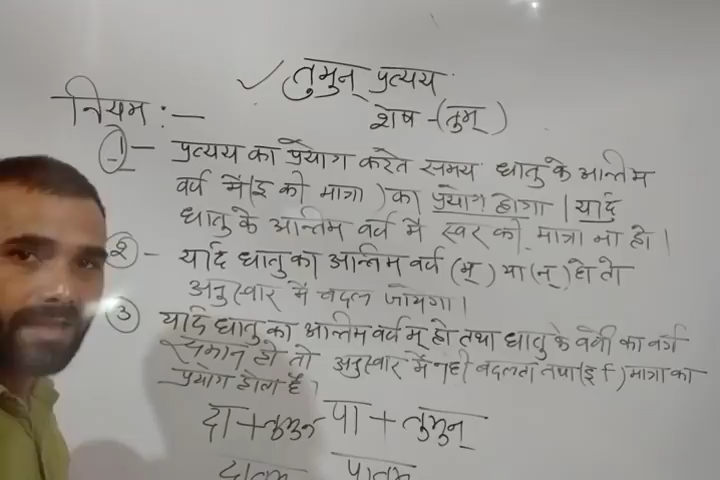 ✓ तुमुन् प्रत्यय
शेष -(तुम्)
नियम :—
1 - प्रत्यय का प्रयोग करते समय धातु के अन्तिम
वर्ण में (इ की मात्रा) का प्रयोग होगा । यदि
धातु के अन्तिम वर्ण में स्वर की मात्रा ना हो ।
2 - यदि धातु का अन्तिम वर्ण (म्) या (न्) हो तो
अनुस्वार में बदल जायेगा ।
3 यदि धातु का अन्तिम वर्ण म् हो तथा धातु के वर्णो का वर्ग
समान हो तो अनुस्वार में नही बदलता तथा (इ ि) मात्रा का
प्रयोग होता है ।
दा + तुमुन् पा + तुमुन्
दातुम् पातुम्